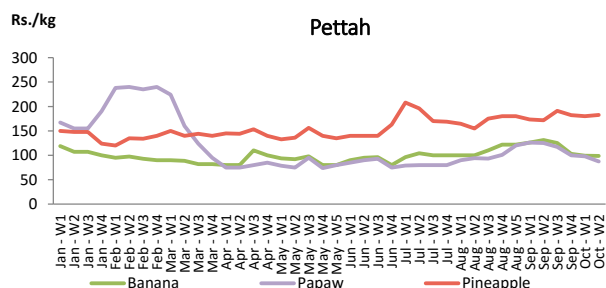 Rs./kg
Pettah
300
250
200
150
100
50
0
Jan - W1
Jan - W2
Jan - W3
Jan - W4
Feb - W1
Feb - W2
Feb - W3
Feb - W4
Mar - W1
Mar - W2
Mar - W3
Mar - W4
Apr - W1
Apr - W2
Apr - W3
Apr - W4
May - W1
May - W2
May - W3
May - W4
May - W5
Jun - W1
Jun - W2
Jun - W3
Jun - W4
Jul - W1
Jul - W2
Jul - W3
Jul - W4
Aug - W1
Aug - W2
Aug - W3
Aug - W4
Aug - W5
Sep - W1
Sep - W2
Sep - W3
Sep - W4
Oct - W1
Oct - W2
Banana
Papaw
Pineapple